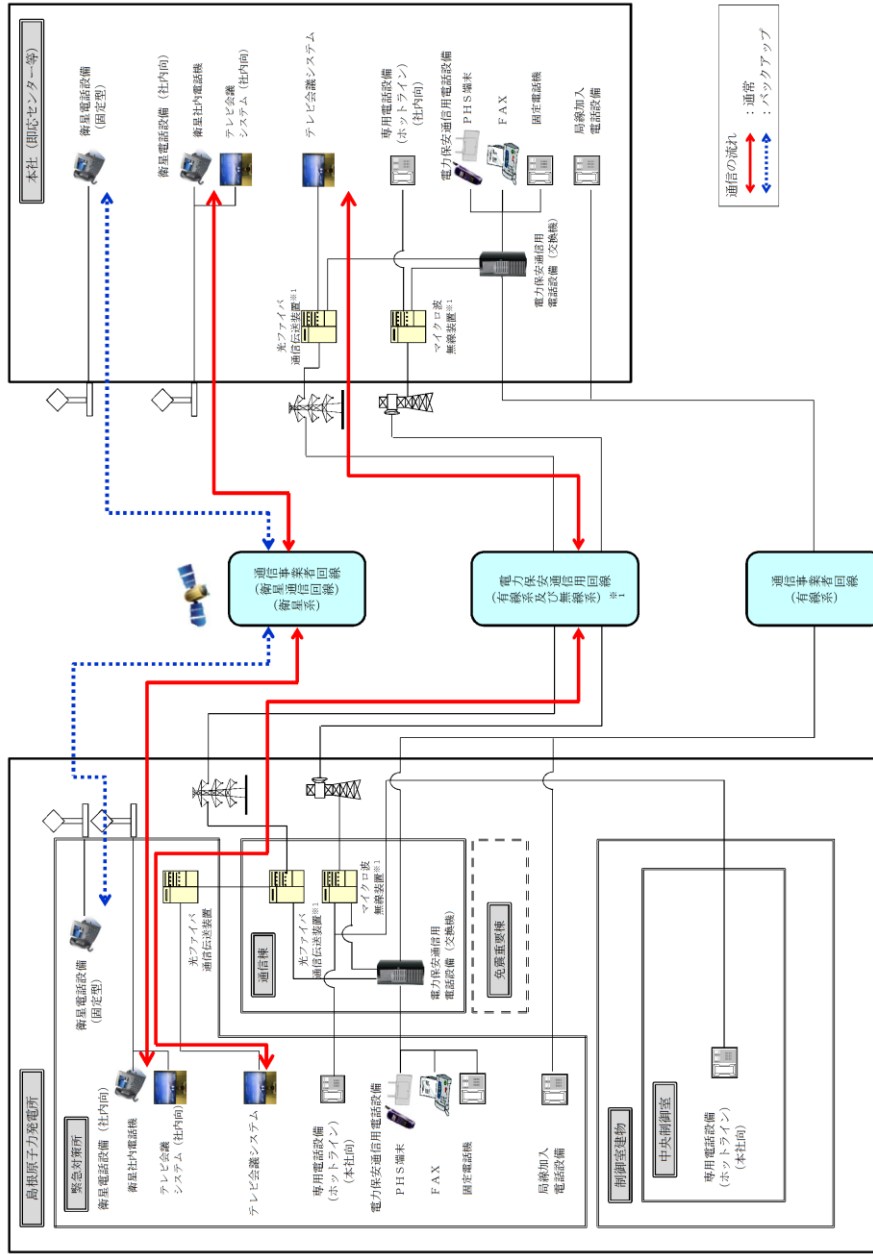 島根原子力発電所
緊急対策所
衛星電話設備（社内向）
衛星社内電話機
テレビ会議
システム（社内向）
テレビ会議システム
専用電話設備
（ホットライン）
（本社向）
電力保安通信用電話設備
ＰＨＳ端末
ＦＡＸ
固定電話機
局線加入
電話設備
衛星電話設備
（固定型）
光ファイバ
通信伝送装置
通信棟
光ファイバ
通信伝送装置※１
マイクロ波
無線装置※１
電力保安通信用
電話設備（交換機）
免震重要棟
制御室建物
中央制御室
専用電話設備
（ホットライン）
（本社向）
通信事業者回線
（衛星通信回線）
（衛星系）
電力保安通信用回線
（有線系及び無線系）
※１
通信事業者回線
（有線系）
本社（即応センター等）
衛星電話設備
（固定型）
衛星電話設備（社内向）
衛星社内電話機
テレビ会議
システム（社内向）
テレビ会議システム
専用電話設備
（ホットライン）
（社内向）
電力保安通信用電話設備
ＰＨＳ端末
ＦＡＸ
固定電話機
局線加入
電話設備
光ファイバ
通信伝送装置※１
マイクロ波
無線装置※１
電力保安通信用
電話設備（交換機）
通信の流れ
：通常
：バックアップ